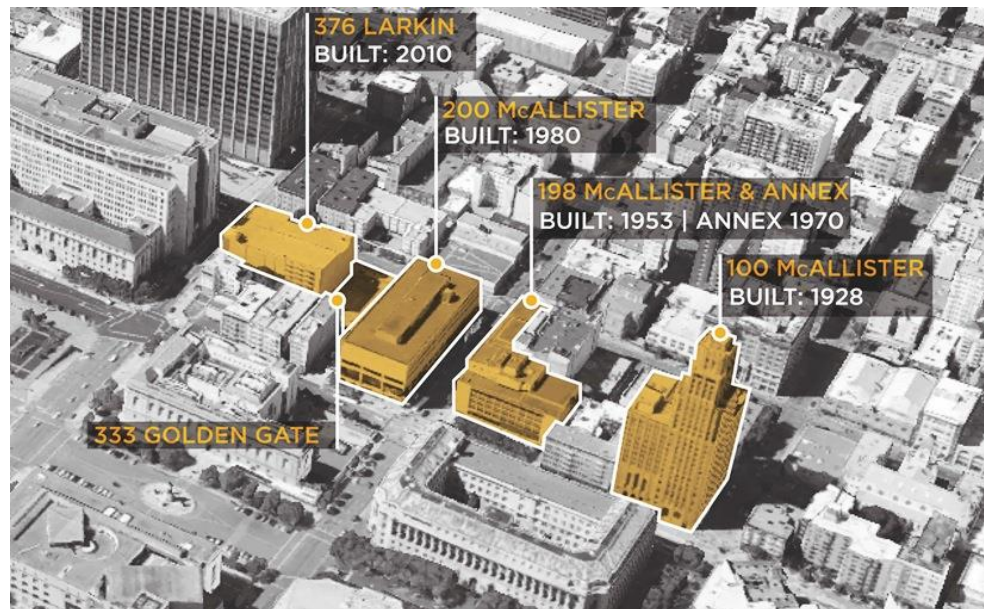 376 LARKIN
BUILT: 2010
200 McALLISTER
BUILT: 1980
198 McALLISTER & ANNEX
BUILT: 1953 | ANNEX 1970
100 McALLISTER
BUILT: 1928
333 GOLDEN GATE